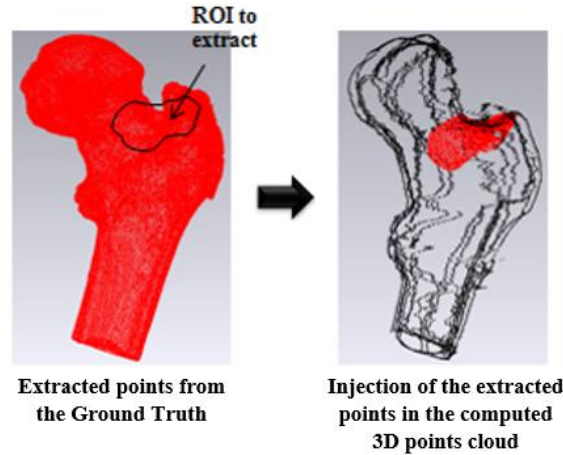 ROI to
extract
Extracted points from
the Ground Truth
Injection of the extracted
points in the computed
3D points cloud